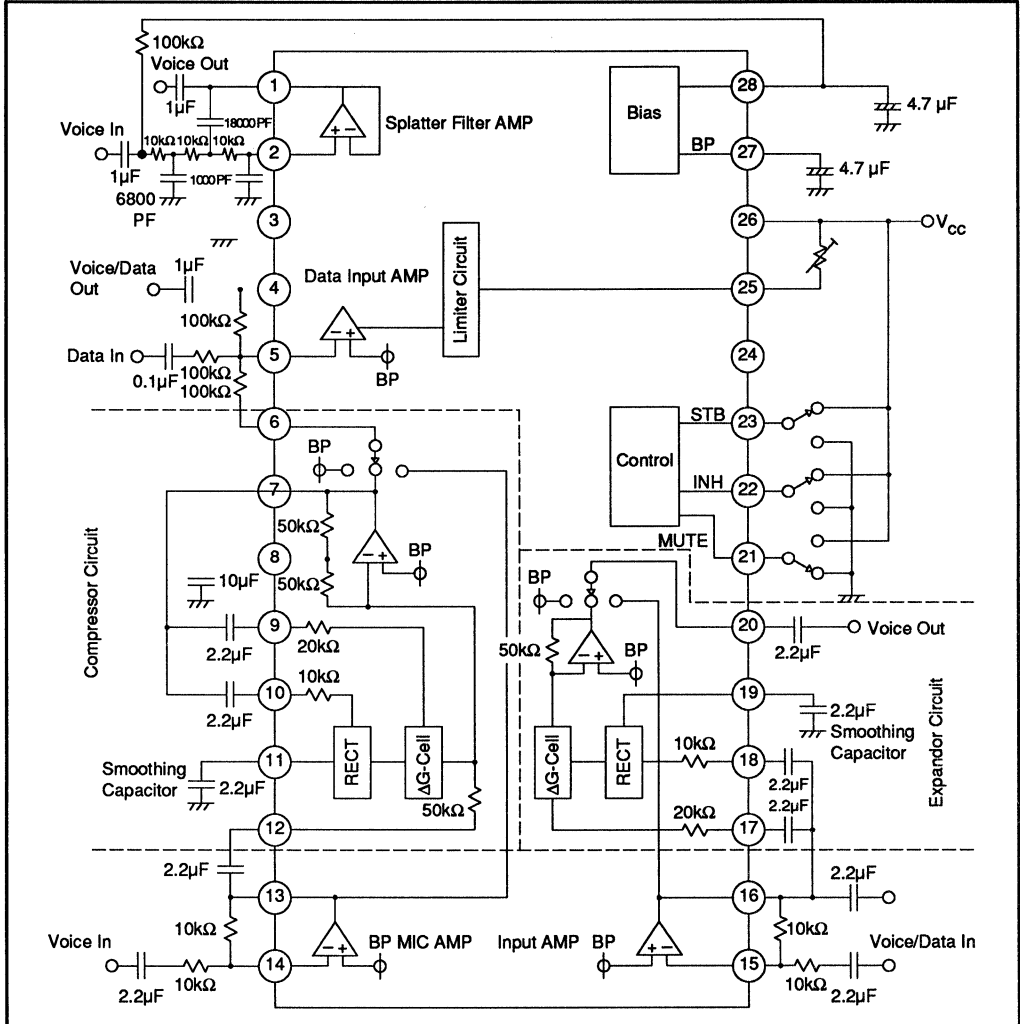 100kΩ
Voice Out
1
1µF
18000PF
Splatter Filter AMP
Voice In
10kΩ 10kΩ 10kΩ
2
1µF
1000PF
6800
PF
3
Voice/Data
Out
1µF
4
Data Input AMP
Limiter Circuit
100kΩ
Data In
5
0.1µF
100kΩ
100kΩ
BP
Bias
28
4.7 µF
BP
27
4.7 µF
26
Vcc
25
24
Control
STB
23
INH
22
MUTE
21
Compressor Circuit
6
BP
7
50kΩ
8
BP
10µF
50kΩ
9
2.2µF
20kΩ
10
10kΩ
2.2µF
11
RECT
ΔG-Cell
Smoothing
Capacitor
2.2µF
50kΩ
12
2.2µF
13
10kΩ
Voice In
14
2.2µF
10kΩ
BP MIC AMP
BP
20
Voice Out
2.2µF
50kΩ
BP
19
2.2µF
Smoothing
Capacitor
Expandor Circuit
ΔG-Cell
RECT
10kΩ
18
2.2µF
2.2µF
20kΩ
17
2.2µF
16
10kΩ
Input AMP
BP
15
Voice/Data In
10kΩ
2.2µF